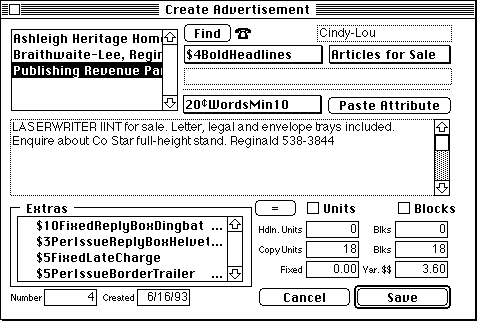 Create Advertisement
Ashleigh Heritage Hom
Braithwaite-Lee, Regin
Publishing Revenue Par
Find
Cindy-Lou
$4BoldHeadlines
Articles for Sale
20¢WordsMin10
Paste Attribute
LASERWRITER IINT for sale. Letter, legal and envelope trays included.
Enquire about Co Star full-height stand. Reginald 538-3844
Extras
$10FixedReplyBoxDingbat ...
$3PerIssueReplyBoxHelvet...
$5FixedLateCharge
$5PerIssueBorderTrailer ...
= Units Blocks
Hdln. Units 0 Blks 0
Copy Units 18 Blks 18
Fixed 0.00 Var. $$ 3.60
Number 4 Created 6/16/93
Cancel Save